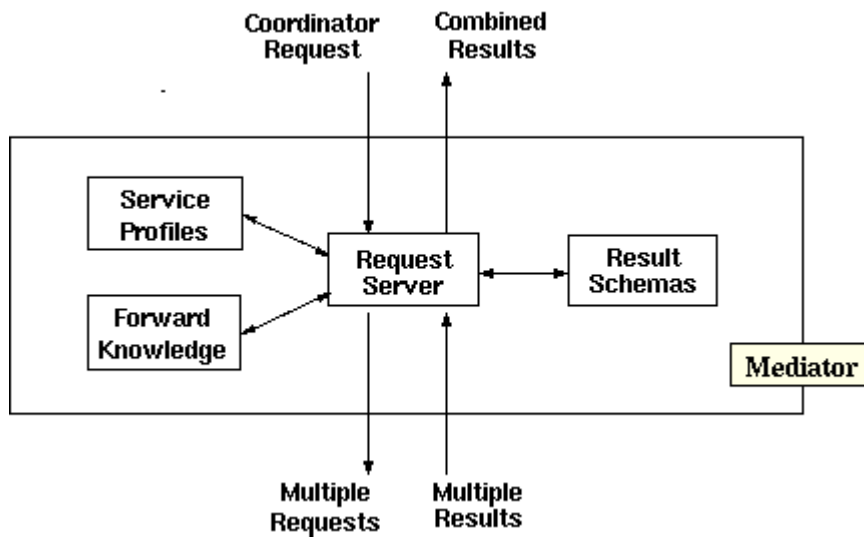 Coordinator
Request
Combined
Results
Service
Profiles
Request
Server
Result
Schemas
Forward
Knowledge
Mediator
Multiple
Requests
Multiple
Results